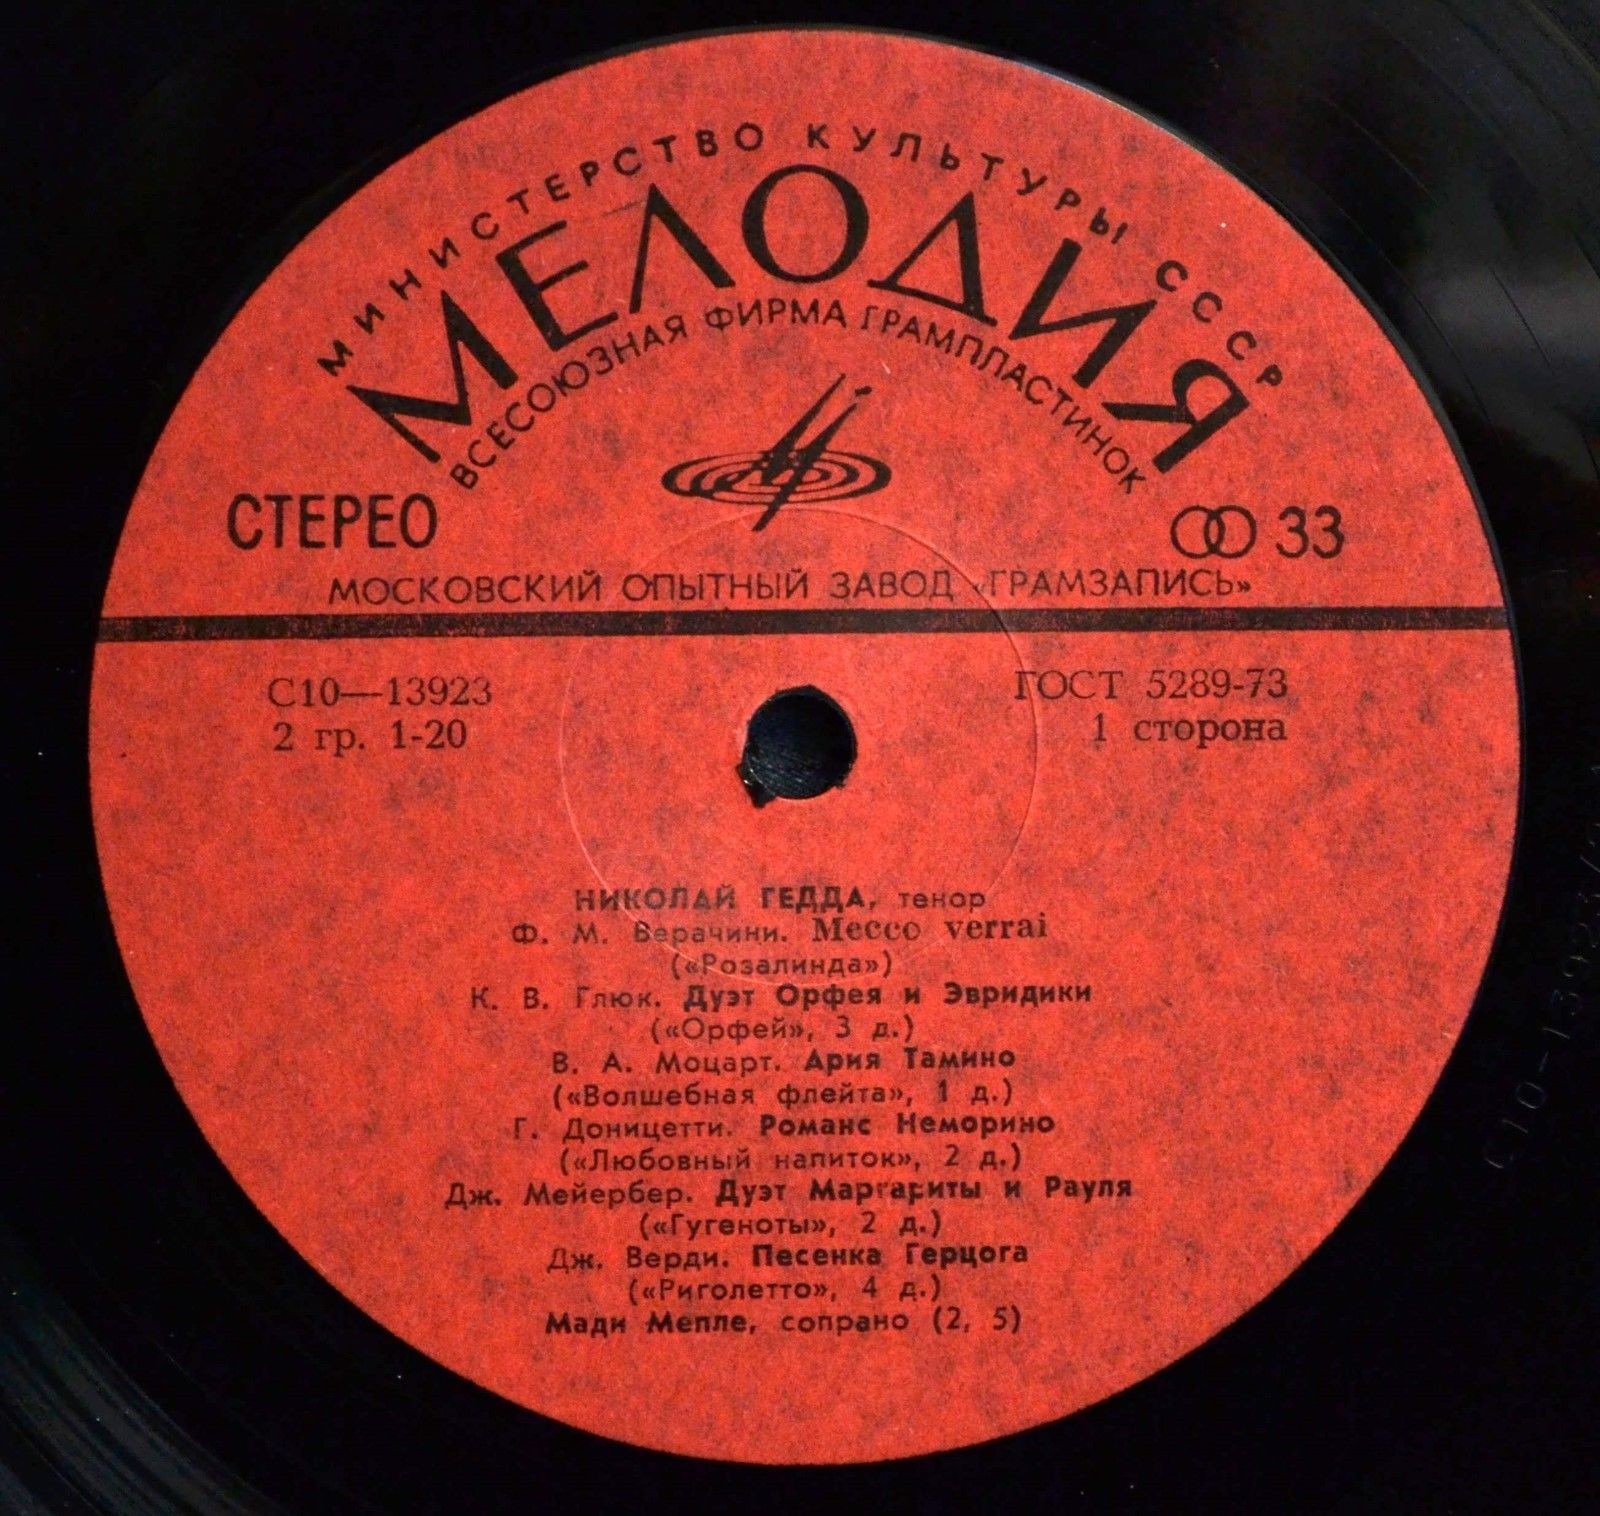 МИНИСТЕРСТВО КУЛЬТУРЫ СССР
МЕЛОДИЯ
ВСЕСОЮЗНАЯ ФИРМА ГРАМПЛАСТИНОК
СТЕРЕО
33
МОСКОВСКИЙ ОПЫТНЫЙ ЗАВОД «ГРАМЗАПИСЬ»
С10—13923
ГОСТ 5289-73
2 гр. 1-20
1 сторона
НИКОЛАЙ ГЕДДА, тенор
Ф. М. Верачини. Mecco verrai
(«Розалинда»)
К. В. Глюк. Дуэт Орфея и Эвридики
(«Орфей», 3 д.)
В. А. Моцарт. Ария Тамино
(«Волшебная флейта», 1 д.)
Г. Доницетти. Романс Неморино
(«Любовный напиток», 2 д.)
Дж. Мейербер. Дуэт Маргариты и Рауля
(«Гугеноты», 2 д.)
Дж. Верди. Песенка Герцога
(«Риголетто», 4 д.)
Мади Мепле, сопрано (2, 5)